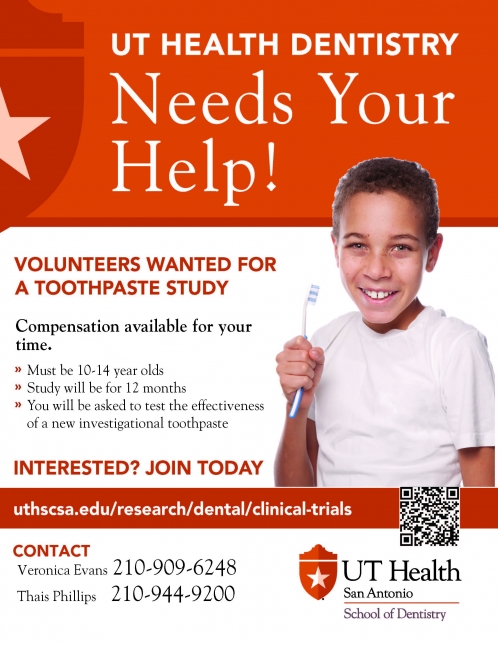 UT HEALTH DENTISTRY
Needs Your
Help!
VOLUNTEERS WANTED FOR
A TOOTHPASTE STUDY
Compensation available for your
time.
» Must be 10-14 year olds
» Study will be for 12 months
» You will be asked to test the effectiveness
of a new investigational toothpaste
INTERESTED? JOIN TODAY
uthscsa.edu/research/dental/clinical-trials
CONTACT
Veronica Evans 210-909-6248
Thais Phillips 210-944-9200
UT Health
San Antonio
School of Dentistry